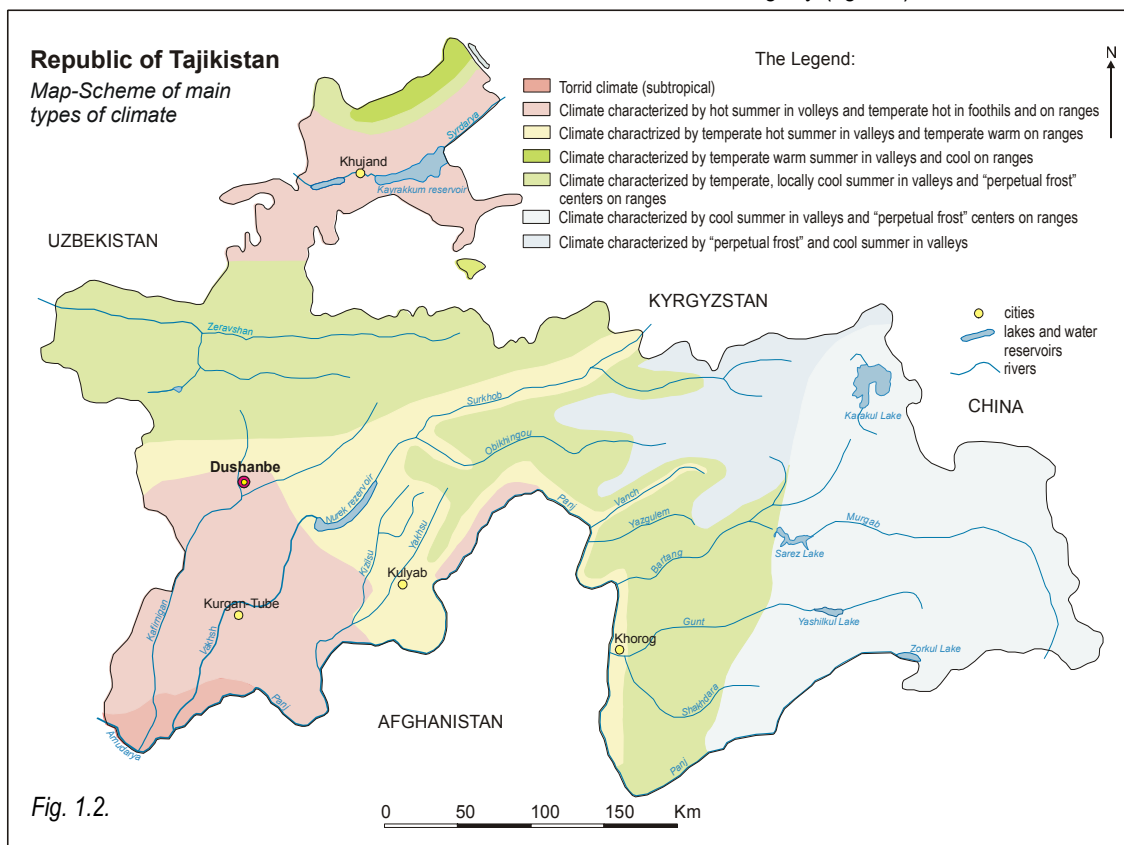 Republic of Tajikistan
Map-Scheme of main
types of climate
The Legend:
N
Torrid climate (subtropical)
Climate characterized by hot summer in volleys and temperate hot in foothils and on ranges
Climate charactrized by temperate hot summer in valleys and temperate warm on ranges
Climate characterized by temperate warm summer in valleys and cool on ranges
Climate characterized by temperate, locally cool summer in valleys and “perpetual frost”
centers on ranges
Climate characterized by cool summer in valleys and “perpetual frost” centers on ranges
Climate characterized by “perpetual frost” and cool summer in valleys
Syrdarya
Khujand
Kayrakkum reservoir
UZBEKISTAN
KYRGYZSTAN
cities
lakes and water
reservoirs
rivers
Zeravshan
Surkhob
Karakul Lake
CHINA
Obikhingou
Dushanbe
Nurek rezervoir
Panj
Vanch
Yazgulem
Murgab
Kizilsu
Yakhsu
Bartang
Sarez Lake
Kulyab
Kurgan-Tube
Kafirnigan
Vakhsh
Gunt
Yashilkul Lake
Khorog
Zorkul Lake
Shakhdara
Panj
AFGHANISTAN
Amudarya
Panj
Fig. 1.2.
0 50 100 150 Km